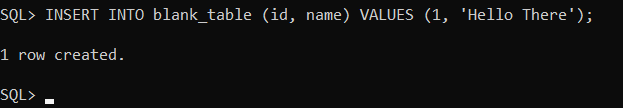 SQL> INSERT INTO blank_table (id, name) VALUES (1, 'Hello There');
1 row created.
SQL>